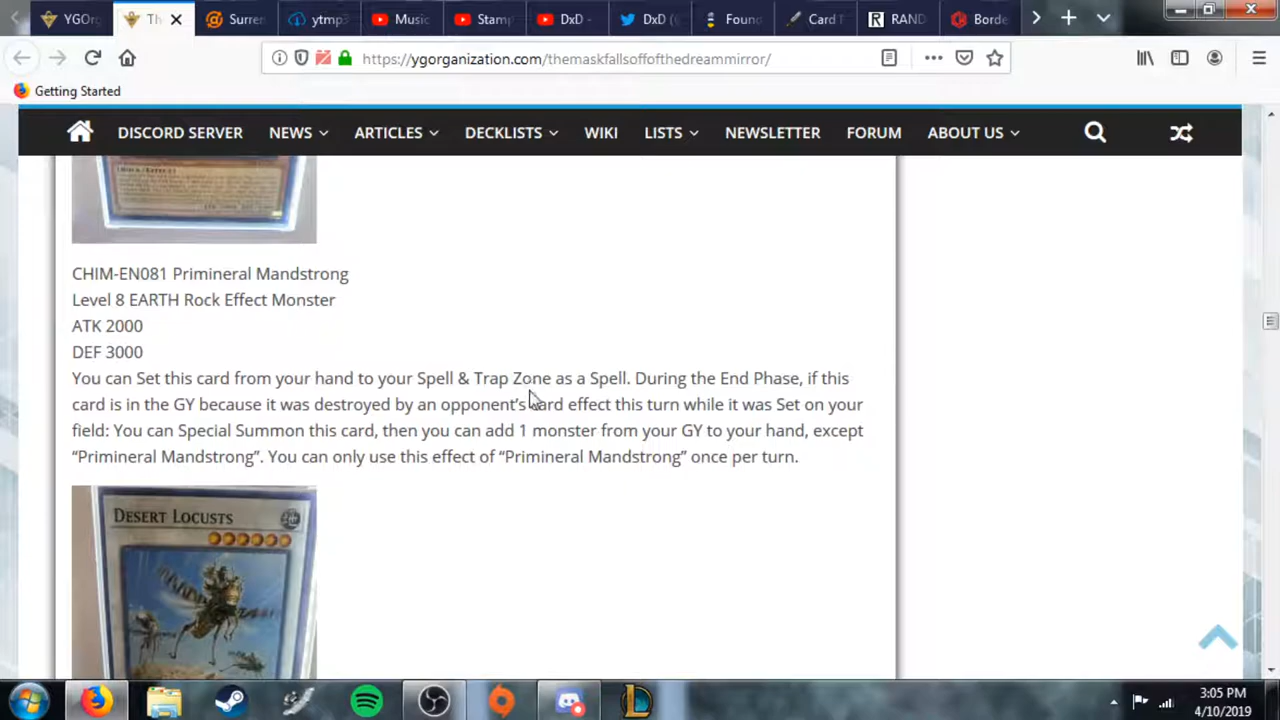 YGOrg
Th
Surren
ytmp3
Music
Stamp
DxD -
DxD (
Found
Card
RAND
Borde
https://ygorganization.com/themaskfallsoffofthedreammirror/
Getting Started
DISCORD SERVER NEWS ARTICLES DECKLISTS WIKI LISTS NEWSLETTER FORUM ABOUT US
CHIM-EN081 Primineral Mandstrong
Level 8 EARTH Rock Effect Monster
ATK 2000
DEF 3000
You can Set this card from your hand to your Spell & Trap Zone as a Spell. During the End Phase, if this
card is in the GY because it was destroyed by an opponent’s card effect this turn while it was Set on your
field: You can Special Summon this card, then you can add 1 monster from your GY to your hand, except
“Primineral Mandstrong”. You can only use this effect of “Primineral Mandstrong” once per turn.
DESERT LOCUSTS
3:05 PM
4/10/2019